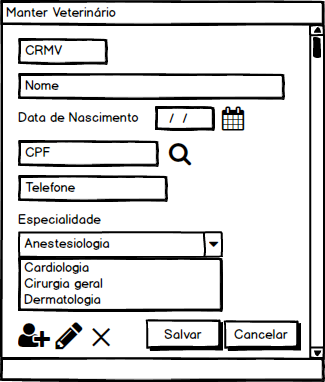 Manter Veterinário
CRMV
Nome
Data de Nascimento / /
CPF
Telefone
Especialidade
Anestesiologia
Cardiologia
Cirurgia geral
Dermatologia
Salvar Cancelar